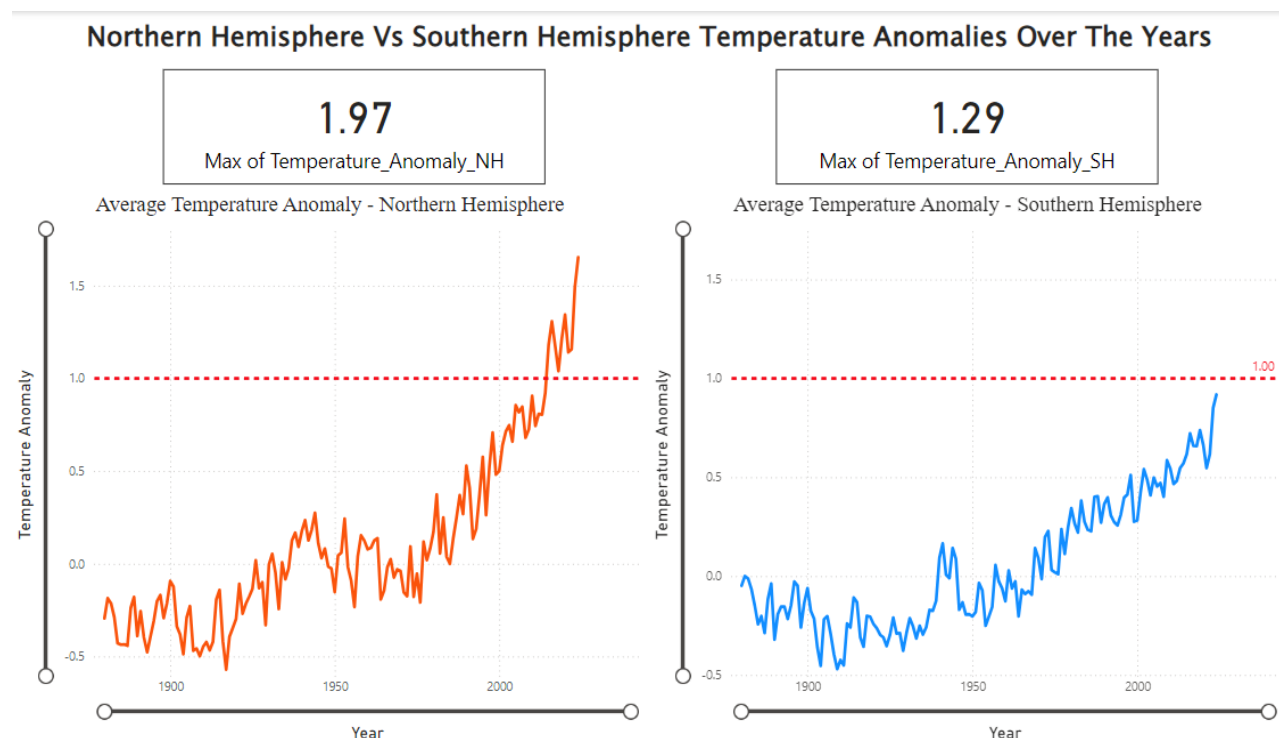 Northern Hemisphere Vs Southern Hemisphere Temperature Anomalies Over The Years
1.97
Max of Temperature_Anomaly_NH
1.29
Max of Temperature_Anomaly_SH
Average Temperature Anomaly - Northern Hemisphere
Temperature Anomaly
1.5
1.0
0.5
0.0
-0.5
1900
1950
2000
Year
Average Temperature Anomaly - Southern Hemisphere
Temperature Anomaly
1.5
1.0
1.00
0.5
0.0
-0.5
1900
1950
2000
Year